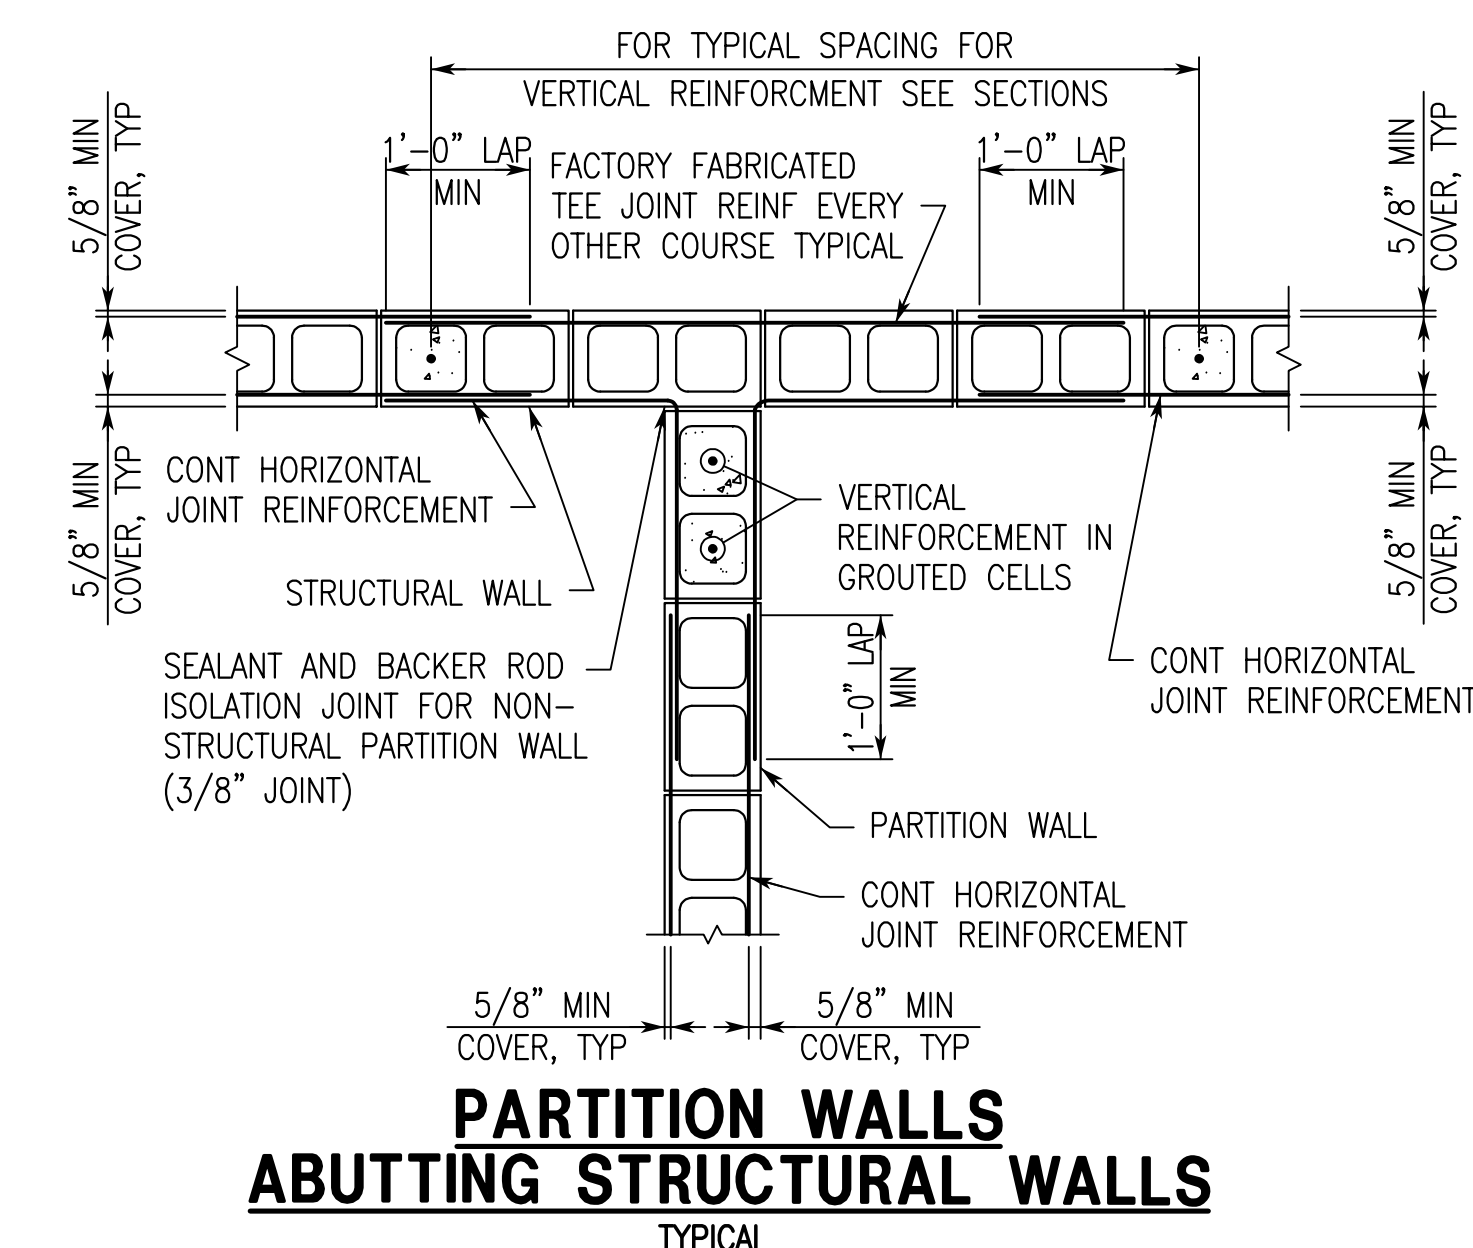 FOR TYPICAL SPACING FOR
VERTICAL REINFORCMENT SEE SECTIONS
5/8" MIN
COVER, TYP
1'-0" LAP
MIN
FACTORY FABRICATED
TEE JOINT REINF EVERY
OTHER COURSE TYPICAL
1'-0" LAP
MIN
5/8" MIN
COVER, TYP
5/8" MIN
COVER, TYP
CONT HORIZONTAL
JOINT REINFORCEMENT
STRUCTURAL WALL
SEALANT AND BACKER ROD
ISOLATION JOINT FOR NON-
STRUCTURAL PARTITION WALL
(3/8" JOINT)
VERTICAL
REINFORCEMENT IN
GROUTED CELLS
5/8" MIN
COVER, TYP
1'-0" LAP
MIN
CONT HORIZONTAL
JOINT REINFORCEMENT
PARTITION WALL
CONT HORIZONTAL
JOINT REINFORCEMENT
5/8" MIN
COVER, TYP
5/8" MIN
COVER, TYP
PARTITION WALLS
ABUTTING STRUCTURAL WALLS
TYPICAL